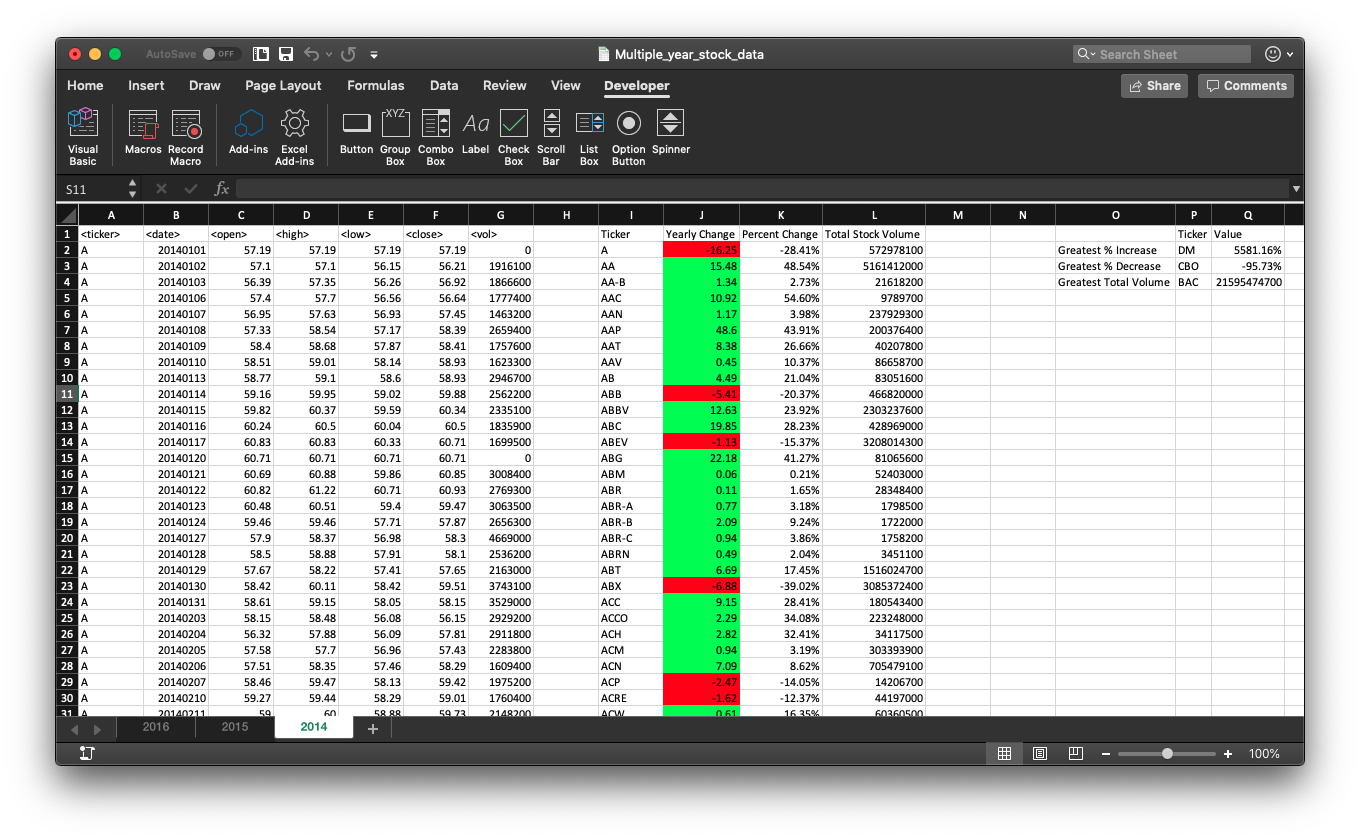 AutoSave OFF Multiple_year_stock_data Search Sheet
Home Insert Draw Page Layout Formulas Data Review View Developer Share Comments
XYZ Aa
Visual Basic Macros Record Macro Add-ins Excel Add-ins Button Group Box Combo Box Label Check Box Scroll Bar List Box Option Button Spinner
S11 fx
A B C D E F G H I J K L M N O P Q
1 <ticker> <date> <open> <high> <low> <close> <vol> Ticker Yearly Change Percent Change Total Stock Volume Ticker Value
2 A 20140101 57.19 57.19 57.19 57.19 0 A -16.25 -28.41% 572978100 Greatest % Increase DM 5581.16%
3 A 20140102 57.1 57.1 56.15 56.21 1916100 AA 15.48 48.54% 5161412000 Greatest % Decrease CBO -95.73%
4 A 20140103 56.39 57.35 56.26 56.92 1866600 AA-B 1.34 2.73% 21618200 Greatest Total Volume BAC 21595474700
5 A 20140106 57.4 57.7 56.56 56.64 1777400 AAC 10.92 54.60% 9789700
6 A 20140107 56.95 57.63 56.93 57.45 1463200 AAN 1.17 3.98% 237929300
7 A 20140108 57.33 58.54 57.17 58.39 2659400 AAP 48.6 43.91% 200376400
8 A 20140109 58.4 58.68 57.87 58.41 1757600 AAT 8.38 26.66% 40207800
9 A 20140110 58.51 59.01 58.14 58.93 1623300 AAV 0.45 10.37% 86658700
10 A 20140113 58.77 59.1 58.6 58.93 2946700 AB 4.49 21.04% 83051600
11 A 20140114 59.16 59.95 59.02 59.88 2562200 ABB -5.41 -20.37% 466820000
12 A 20140115 59.82 60.37 59.59 60.34 2335100 ABBV 12.63 23.92% 2303237600
13 A 20140116 60.24 60.5 60.04 60.5 1835900 ABC 19.85 28.23% 428969000
14 A 20140117 60.83 60.83 60.33 60.71 1699500 ABEV -1.13 -15.37% 3208014300
15 A 20140120 60.71 60.71 60.71 60.71 0 ABG 22.18 41.27% 81065600
16 A 20140121 60.69 60.88 59.86 60.85 3008400 ABM 0.06 0.21% 52403000
17 A 20140122 60.82 61.22 60.71 60.93 2769300 ABR 0.11 1.65% 28348400
18 A 20140123 60.48 60.51 59.4 59.47 3063500 ABR-A 0.77 3.18% 1798500
19 A 20140124 59.46 59.46 57.71 57.87 2656300 ABR-B 2.09 9.24% 1722000
20 A 20140127 57.9 58.37 56.98 58.3 4669000 ABR-C 0.94 3.86% 1758200
21 A 20140128 58.5 58.88 57.91 58.1 2536200 ABRN 0.49 2.04% 3451100
22 A 20140129 57.67 58.22 57.41 57.65 2163000 ABT 6.69 17.45% 1516024700
23 A 20140130 58.42 60.11 58.42 59.51 3743100 ABX -6.88 -39.02% 3085372400
24 A 20140131 58.61 59.15 58.05 58.15 3529000 ACC 9.15 28.41% 180543400
25 A 20140203 58.15 58.48 56.08 56.15 2929200 ACCO 2.29 34.08% 223248000
26 A 20140204 56.32 57.88 56.09 57.81 2911800 ACH 2.82 32.41% 34117500
27 A 20140205 57.58 57.7 56.96 57.43 2283800 ACM 0.94 3.19% 303393900
28 A 20140206 57.51 58.35 57.46 58.29 1609400 ACN 7.09 8.62% 705479100
29 A 20140207 58.46 59.47 58.13 59.42 1975200 ACP -2.47 -14.05% 14206700
30 A 20140210 59.27 59.44 58.29 59.01 1760400 ACRE -1.62 -12.37% 44197000
31 A 20140211 59 60 58.88 59.73 2148200 ACW 0.61 16.35% 60360500
2016 2015 2014
100%